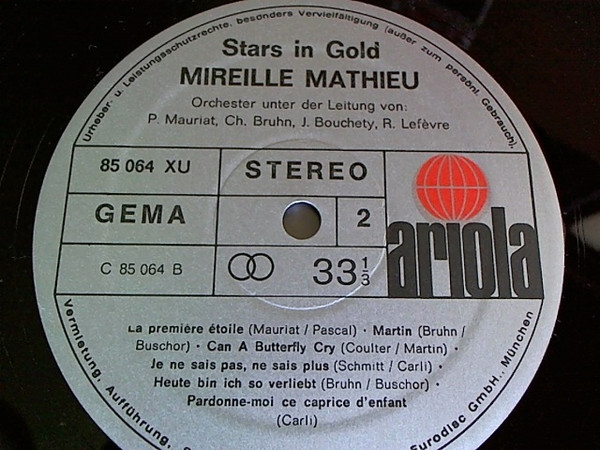 Urheber- u. Leistungsschutzrechte, besonders Vervielfältigung (außer zum persönl. Gebrauch),
Stars in Gold
MIREILLE MATHIEU
Orchester unter der Leitung von:
P. Mauriat, Ch. Bruhn, J. Bouchety, R. Lefèvre
85 064 XU
STEREO
GEMA
2
ariola
C 85 064 B
33 1/3
La première étoile (Mauriat / Pascal) · Martin (Bruhn /
Buschor) · Can A Butterfly Cry (Coulter / Martin) ·
Je ne sais pas, ne sais plus (Schmitt / Carli) ·
Heute bin ich so verliebt (Bruhn / Buschor) ·
Pardonne-moi ce caprice d'enfant
(Carli)
Vermietung, Aufführung,
Eurodisc GmbH., München